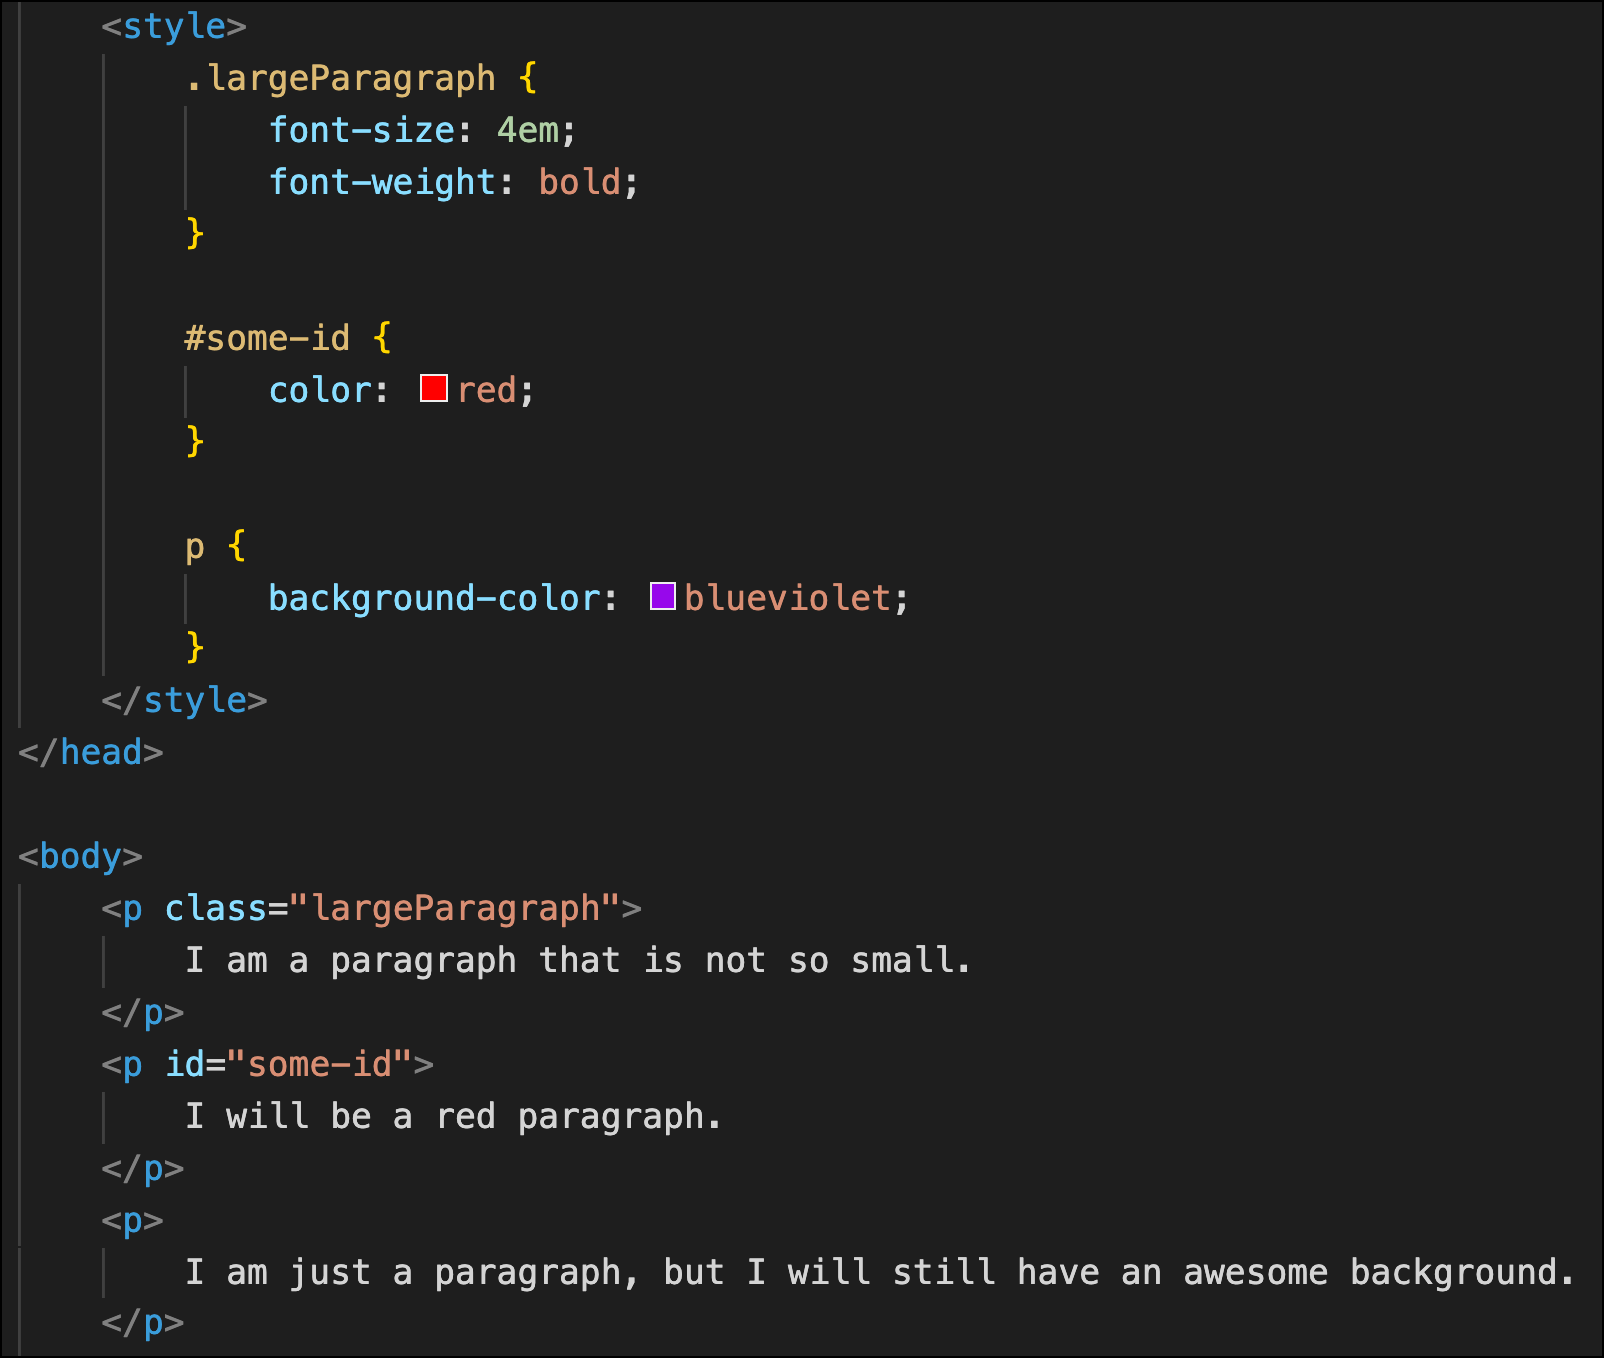 <style>
.largeParagraph {
font-size: 4em;
font-weight: bold;
}
#some-id {
color: red;
}
p {
background-color: blueviolet;
}
</style>
</head>
<body>
<p class="largeParagraph">
I am a paragraph that is not so small.
</p>
<p id="some-id">
I will be a red paragraph.
</p>
<p>
I am just a paragraph, but I will still have an awesome background.
</p>